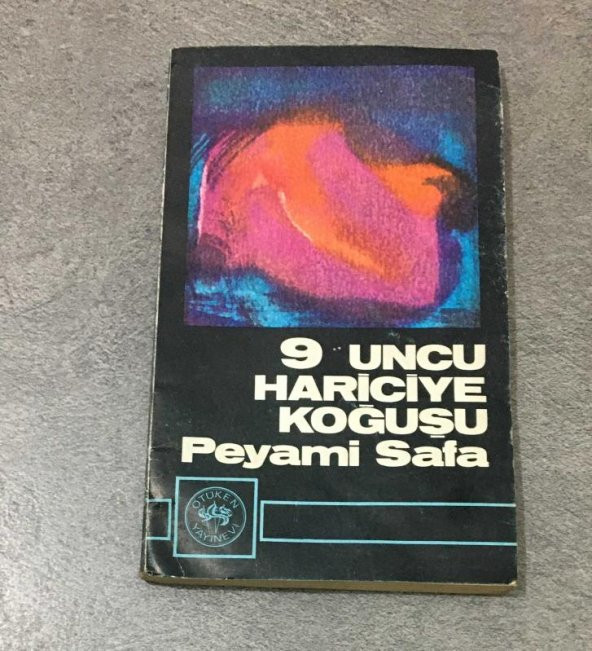 9 UNCU
HARİCİYE
KOĞUŞU
Peyami Safa
ÖTÜKEN
YAYINEVİ